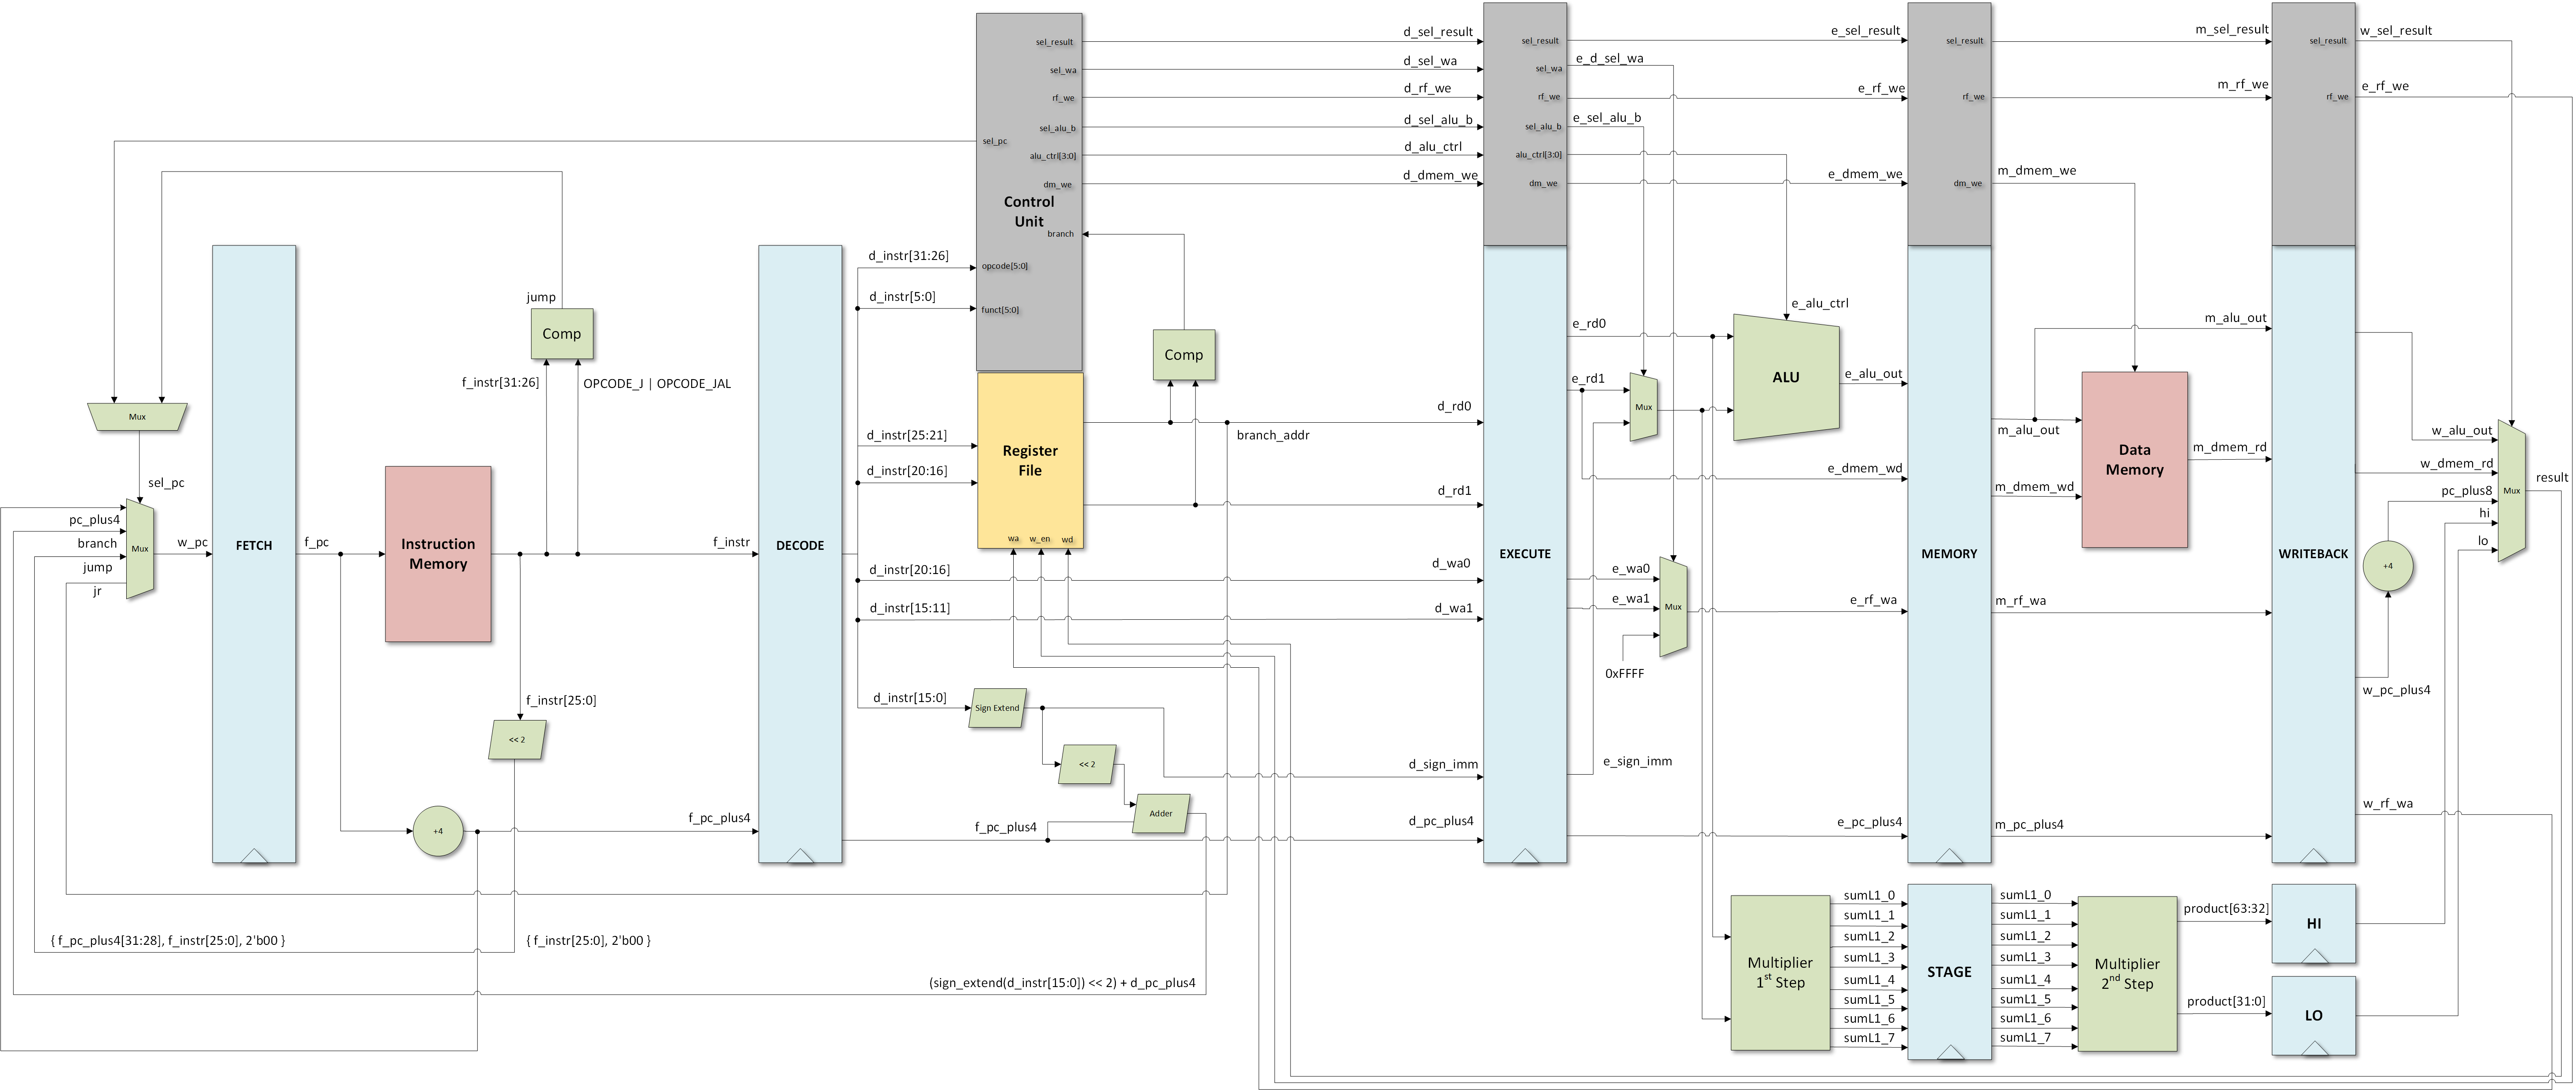 sel_pc
Mux
sel_pc
pc_plus4
branch
jump
jr
Mux
w_pc
FETCH
f_pc
Instruction
Memory
jump
Comp
f_instr[31:26]
OPCODE_J | OPCODE_JAL
f_instr
f_instr[25:0]
<< 2
+4
f_pc_plus4
{ f_pc_plus4[31:28], f_instr[25:0], 2'b00 }
{ f_instr[25:0], 2'b00 }
(sign_extend(d_instr[15:0]) << 2) + d_pc_plus4
DECODE
d_instr[31:26]
d_instr[5:0]
d_instr[25:21]
d_instr[20:16]
d_instr[20:16]
d_instr[15:11]
d_instr[15:0]
f_pc_plus4
sel_result
sel_wa
rf_we
sel_alu_b
alu_ctrl[3:0]
dm_we
Control
Unit
branch
opcode[5:0]
funct[5:0]
Register
File
wa
w_en
wd
Comp
branch_addr
Sign Extend
<< 2
Adder
d_sel_result
d_sel_wa
d_rf_we
d_sel_alu_b
d_alu_ctrl
d_dmem_we
d_rd0
d_rd1
d_wa0
d_wa1
d_sign_imm
d_pc_plus4
sel_result
sel_wa
rf_we
sel_alu_b
alu_ctrl[3:0]
dm_we
EXECUTE
e_d_sel_wa
e_sel_alu_b
e_rd0
e_rd1
Mux
e_wa0
e_wa1
Mux
0xFFFF
e_sign_imm
e_alu_ctrl
ALU
e_alu_out
e_sel_result
e_rf_we
e_dmem_we
e_dmem_wd
e_rf_wa
e_pc_plus4
sel_result
rf_we
dm_we
MEMORY
m_dmem_we
m_alu_out
m_dmem_wd
m_rf_wa
m_pc_plus4
Data
Memory
m_sel_result
m_rf_we
m_alu_out
m_dmem_rd
sel_result
rf_we
WRITEBACK
w_sel_result
e_rf_we
w_alu_out
w_dmem_rd
pc_plus8
hi
lo
Mux
result
+4
w_pc_plus4
w_rf_wa
Multiplier
1st Step
sumL1_0
sumL1_1
sumL1_2
sumL1_3
sumL1_4
sumL1_5
sumL1_6
sumL1_7
STAGE
sumL1_0
sumL1_1
sumL1_2
sumL1_3
sumL1_4
sumL1_5
sumL1_6
sumL1_7
Multiplier
2nd Step
product[63:32]
product[31:0]
HI
LO